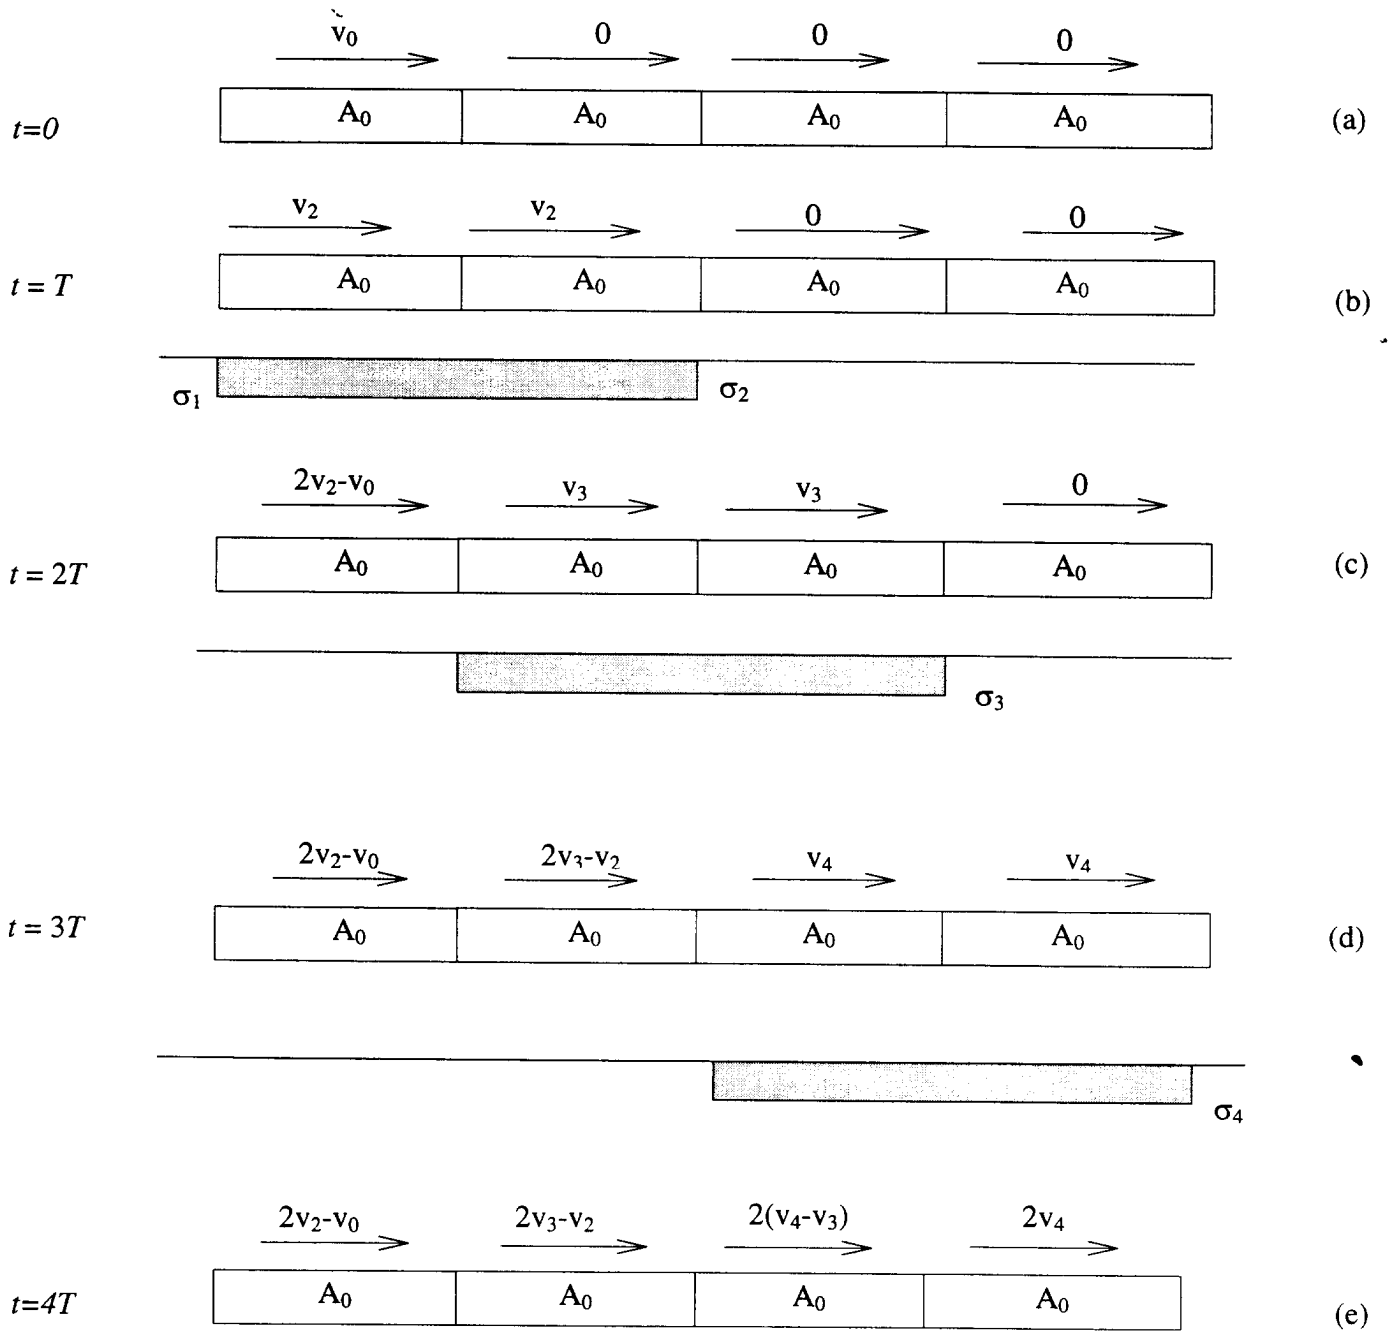 v₀ 0 0 0
t=0 A₀ A₀ A₀ A₀ (a)
v₂ v₂ 0 0
t = T A₀ A₀ A₀ A₀ (b)
σ₁ σ₂
2v₂-v₀ v₃ v₃ 0
t = 2T A₀ A₀ A₀ A₀ (c)
σ₃
2v₂-v₀ 2v₃-v₂ v₄ v₄
t = 3T A₀ A₀ A₀ A₀ (d)
σ₄
2v₂-v₀ 2v₃-v₂ 2(v₄-v₃) 2v₄
t=4T A₀ A₀ A₀ A₀ (e)